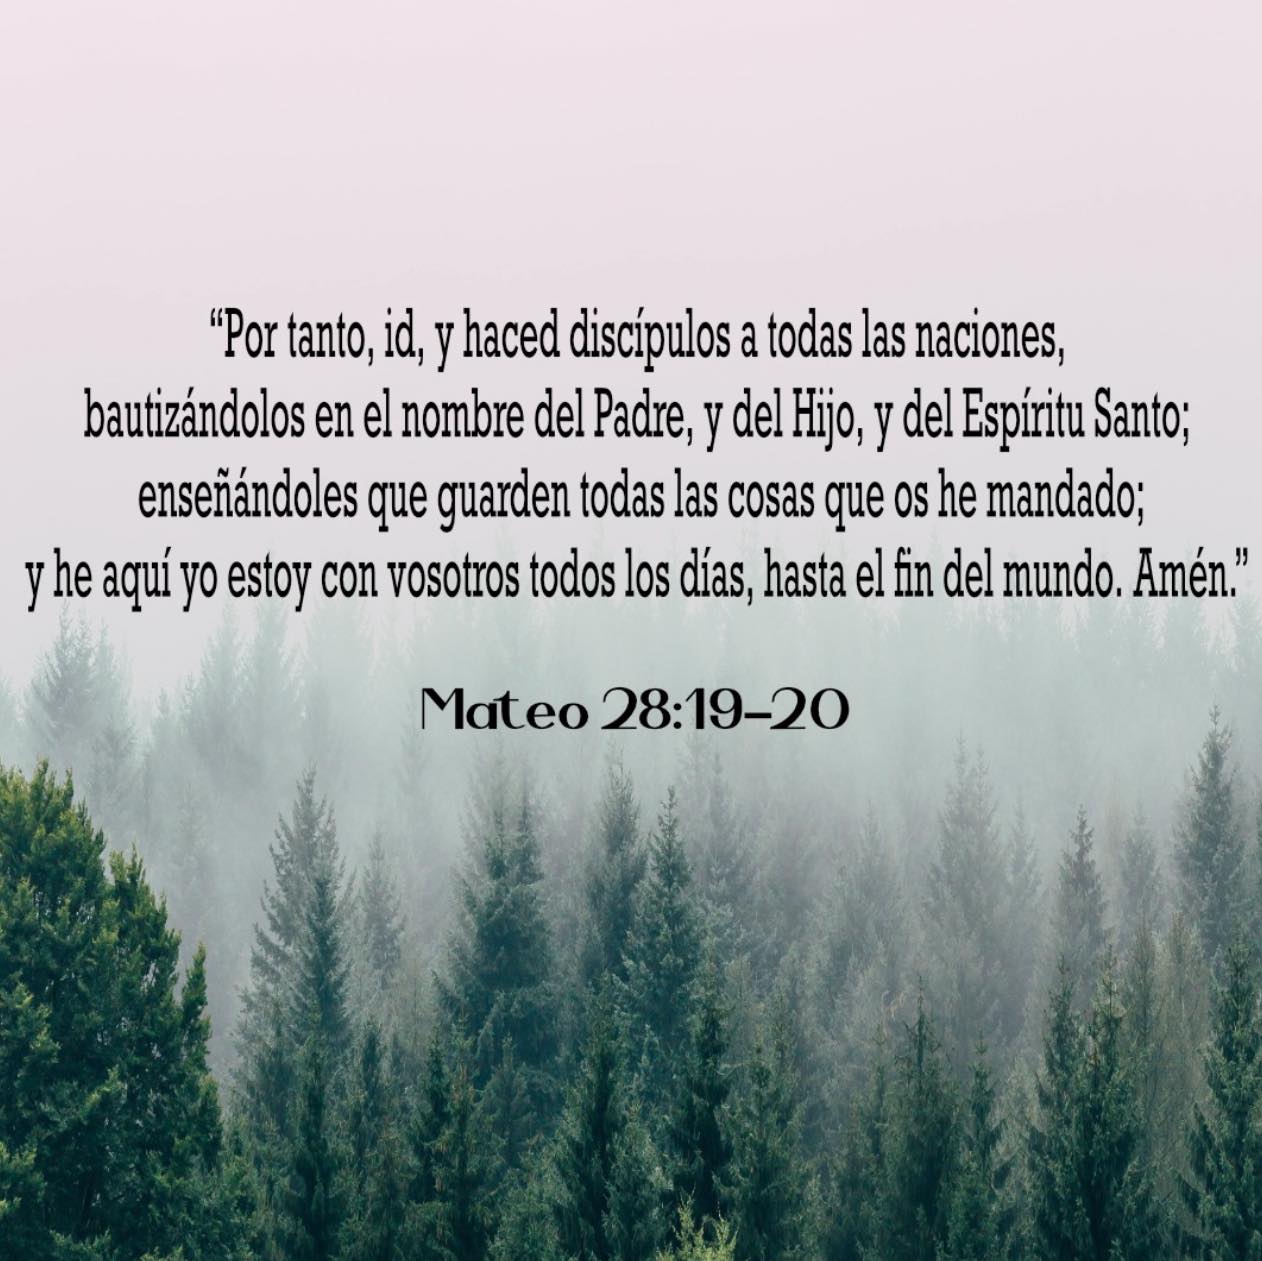 “Por tanto, id, y haced discípulos a todas las naciones,
bautizándolos en el nombre del Padre, y del Hijo, y del Espíritu Santo;
enseñándoles que guarden todas las cosas que os he mandado;
y he aquí yo estoy con vosotros todos los días, hasta el fin del mundo. Amén.”
Mateo 28:19-20